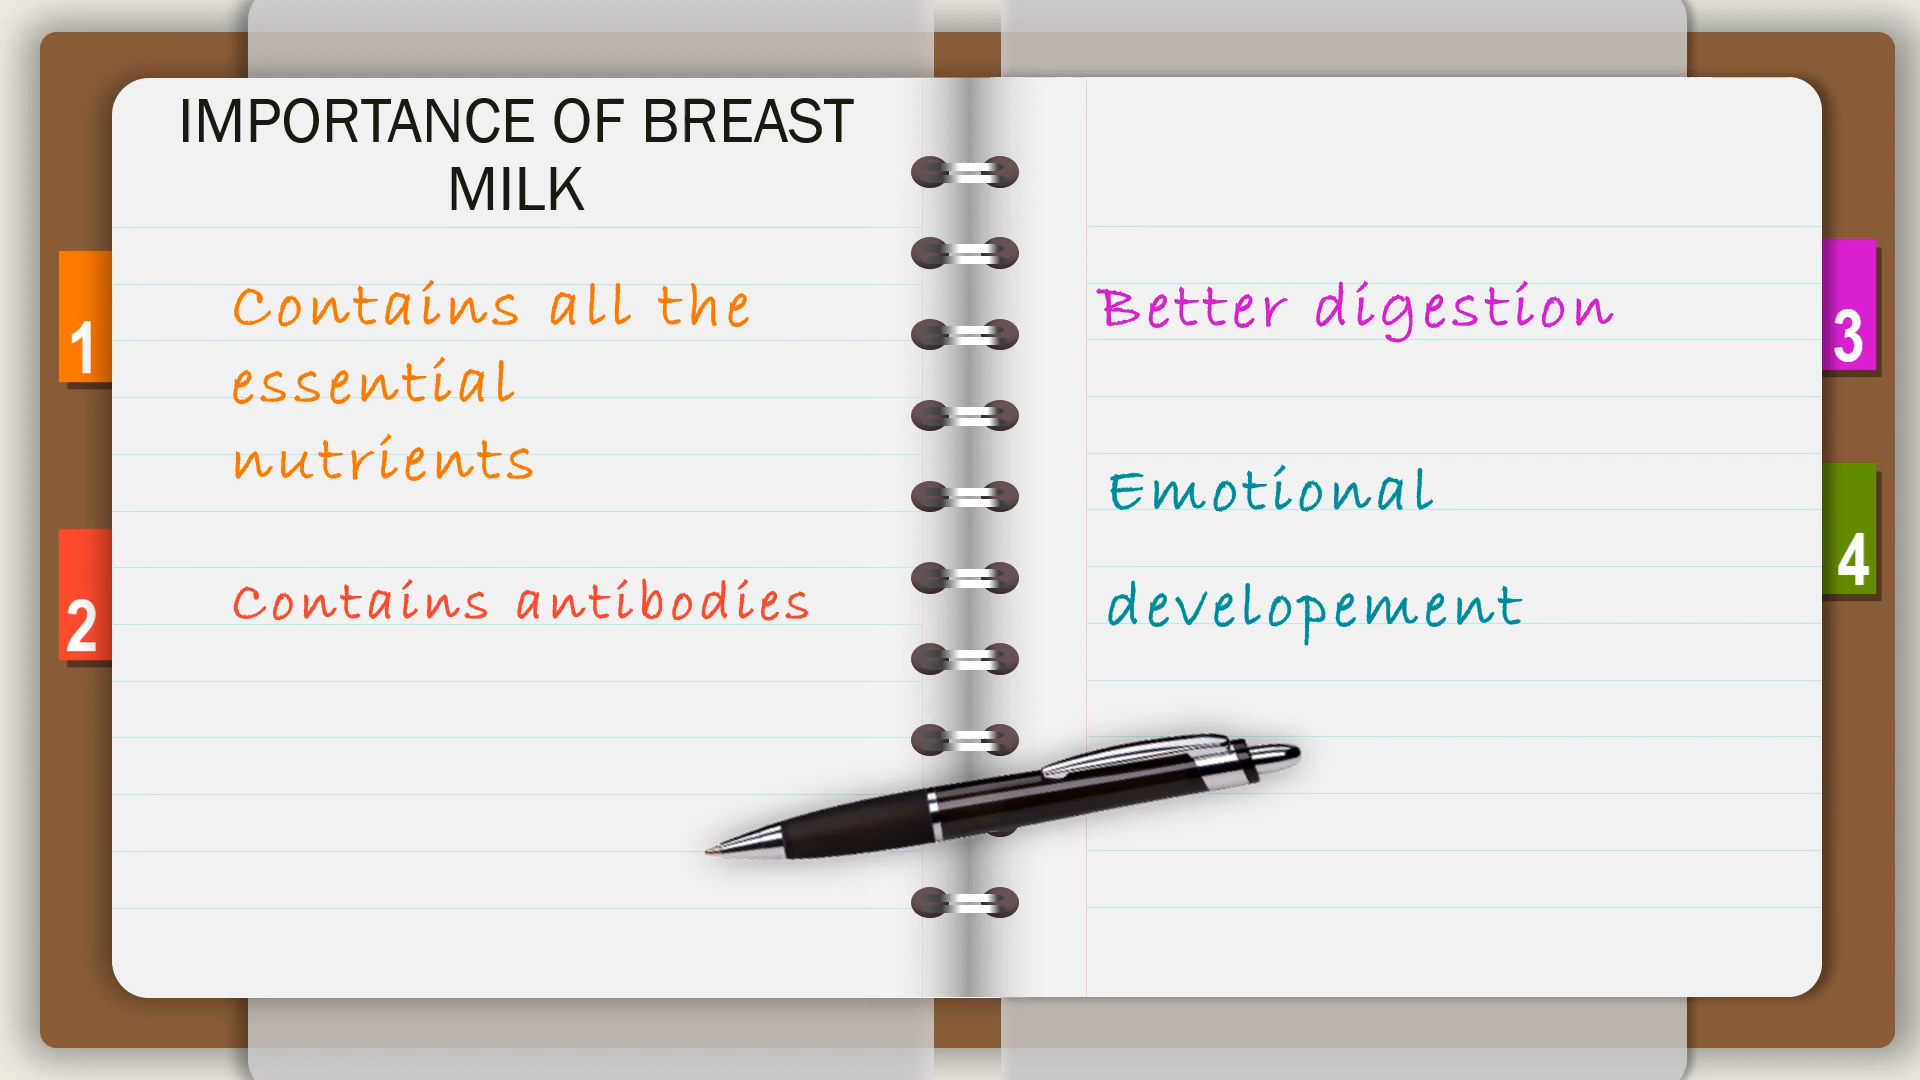 IMPORTANCE OF BREAST
MILK
1
Contains all the
essential
nutrients
2
Contains antibodies
3
Better digestion
4
Emotional
developement